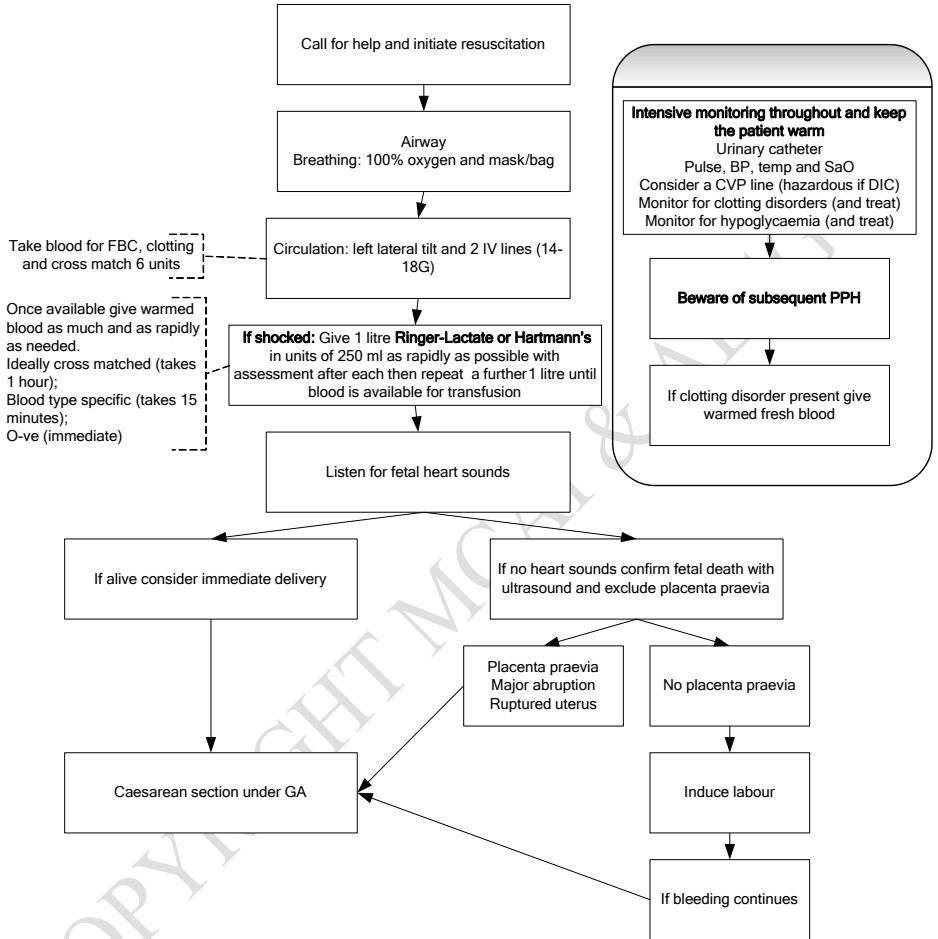 Call for help and initiate resuscitation
Airway
Breathing: 100% oxygen and mask/bag
Take blood for FBC, clotting
and cross match 6 units
Circulation: left lateral tilt and 2 IV lines (14-
18G)
Once available give warmed
blood as much and as rapidly
as needed.
Ideally cross matched (takes
1 hour);
Blood type specific (takes 15
minutes);
O-ve (immediate)
If shocked: Give 1 litre Ringer-Lactate or Hartmann's
in units of 250 ml as rapidly as possible with
assessment after each then repeat a further 1 litre until
blood is available for transfusion
Listen for fetal heart sounds
If alive consider immediate delivery
If no heart sounds confirm fetal death with
ultrasound and exclude placenta praevia
Placenta praevia
Major abruption
Ruptured uterus
No placenta praevia
Caesarean section under GA
Induce labour
If bleeding continues
Intensive monitoring throughout and keep
the patient warm
Urinary catheter
Pulse, BP, temp and SaO
Consider a CVP line (hazardous if DIC)
Monitor for clotting disorders (and treat)
Monitor for hypoglycaemia (and treat)
Beware of subsequent PPH
If clotting disorder present give
warmed fresh blood